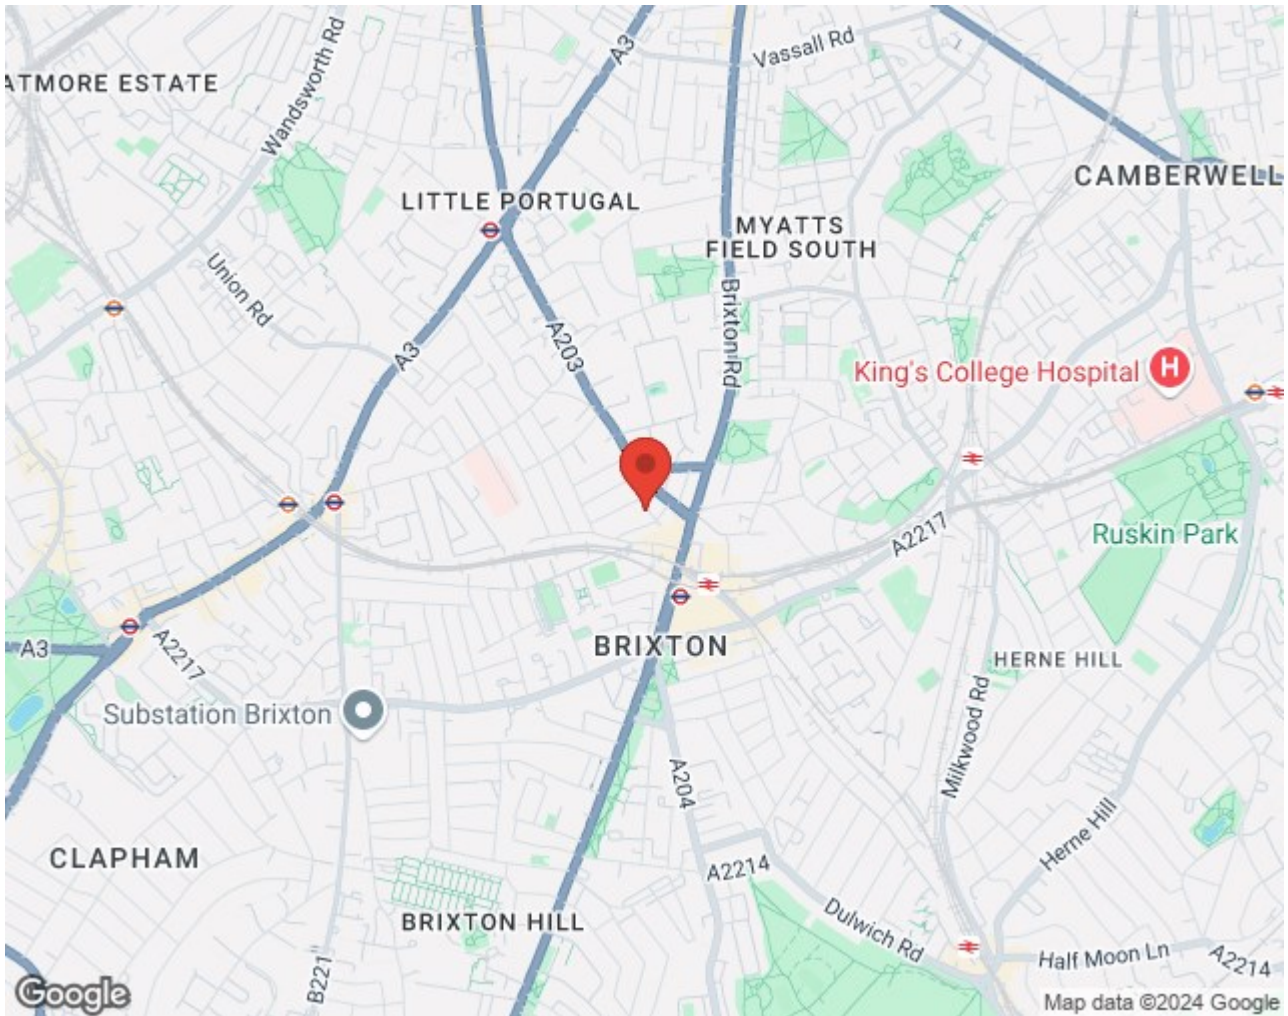 Vassall Rd
A3
ATMORE ESTATE
Wandsworth Rd
CAMBERWELL
LITTLE PORTUGAL
MYATTS
FIELD SOUTH
Union Rd
Brixton Rd
A203
A3
King's College Hospital
H
A2217
Ruskin Park
BRIXTON
A3
A2217
HERNE HILL
Substation Brixton
Milkwood Rd
A204
Herne Hill
CLAPHAM
A2214
BRIXTON HILL
Dulwich Rd
Half Moon Ln
A2214
B221
Google
Map data ©2024 Google